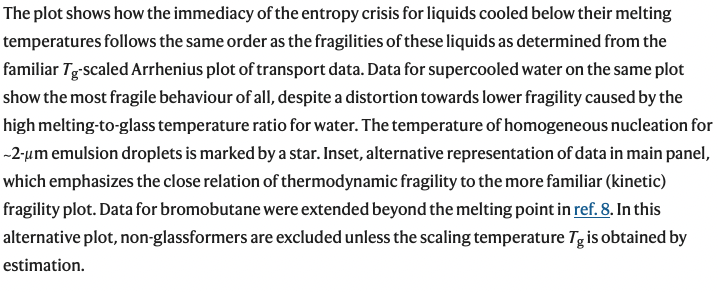 The plot shows how the immediacy of the entropy crisis for liquids cooled below their melting
temperatures follows the same order as the fragilities of these liquids as determined from the
familiar Tg-scaled Arrhenius plot of transport data. Data for supercooled water on the same plot
show the most fragile behaviour of all, despite a distortion towards lower fragility caused by the
high melting-to-glass temperature ratio for water. The temperature of homogeneous nucleation for
~2-μm emulsion droplets is marked by a star. Inset, alternative representation of data in main panel,
which emphasizes the close relation of thermodynamic fragility to the more familiar (kinetic)
fragility plot. Data for bromobutane were extended beyond the melting point in ref. 8. In this
alternative plot, non-glassformers are excluded unless the scaling temperature Tg is obtained by
estimation.